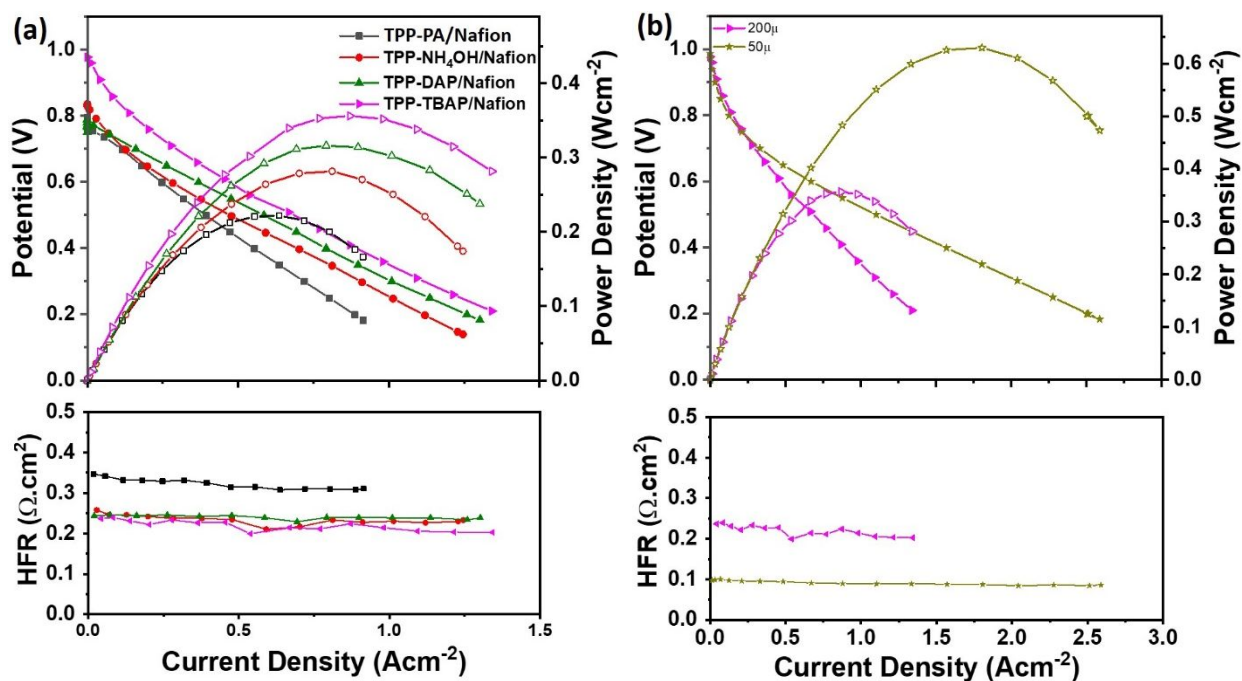 (a)
TPP-PA/Nafion
TPP-NH₄OH/Nafion
TPP-DAP/Nafion
TPP-TBAP/Nafion
Potential (V)
1.0
0.8
0.6
0.4
0.2
0.0
Power Density (Wcm⁻²)
0.4
0.3
0.2
0.1
0.0
HFR (Ω.cm²)
0.5
0.4
0.3
0.2
0.1
0.0
0.0 0.5 1.0 1.5
Current Density (Acm⁻²)
(b)
200μ
50μ
Potential (V)
1.0
0.8
0.6
0.4
0.2
0.0
Power Density (Wcm⁻²)
0.6
0.5
0.4
0.3
0.2
0.1
0.0
HFR (Ω.cm²)
0.5
0.4
0.3
0.2
0.1
0.0
0.0 0.5 1.0 1.5 2.0 2.5 3.0
Current Density (Acm⁻²)